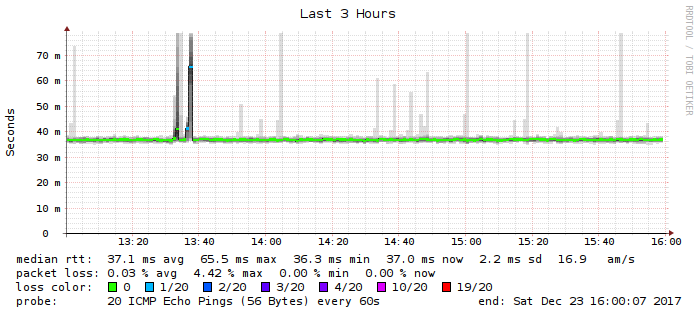 Last 3 Hours
RRDTOOL / TOBI OETIKER
Seconds
70 m
60 m
50 m
40 m
30 m
20 m
10 m
0
13:20 13:40 14:00 14:20 14:40 15:00 15:20 15:40 16:00
median rtt: 37.1 ms avg 65.5 ms max 36.3 ms min 37.0 ms now 2.2 ms sd 16.9 am/s
packet loss: 0.03 % avg 4.42 % max 0.00 % min 0.00 % now
loss color: 0 1/20 2/20 3/20 4/20 10/20 19/20
probe: 20 ICMP Echo Pings (56 Bytes) every 60s end: Sat Dec 23 16:00:07 2017